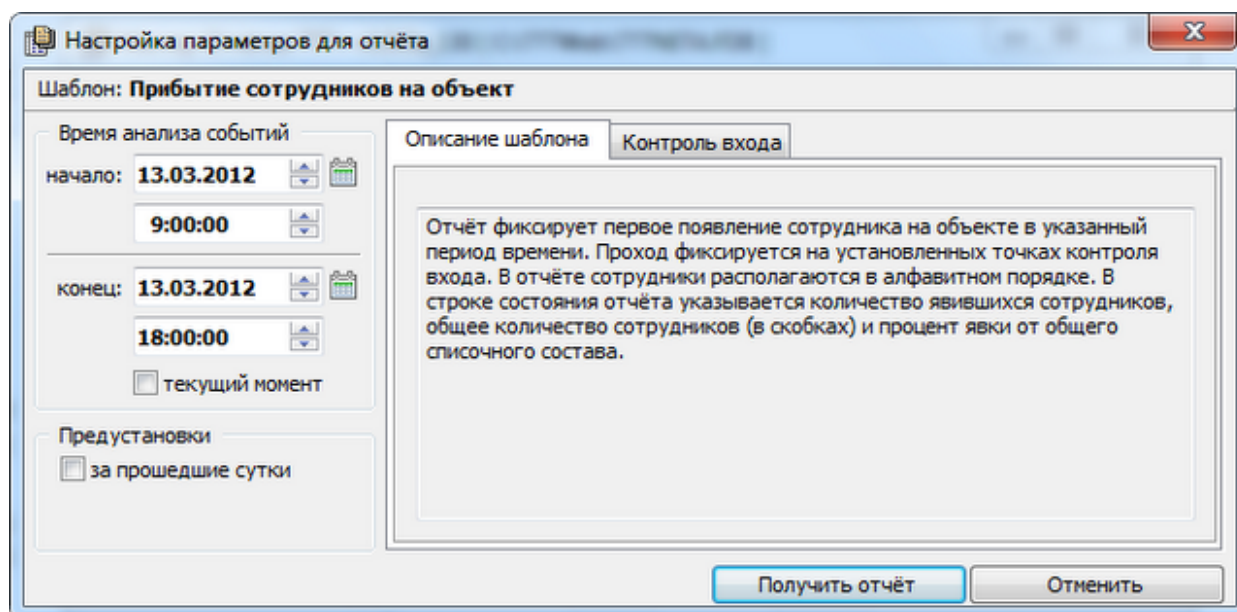 Настройка параметров для отчёта
Шаблон: Прибытие сотрудников на объект
Время анализа событий
начало: 13.03.2012
9:00:00
конец: 13.03.2012
18:00:00
текущий момент
Предустановки
за прошедшие сутки
Описание шаблона
Контроль входа
Отчёт фиксирует первое появление сотрудника на объекте в указанный
период времени. Проход фиксируется на установленных точках контроля
входа. В отчёте сотрудники располагаются в алфавитном порядке. В
строке состояния отчёта указывается количество явившихся сотрудников,
общее количество сотрудников (в скобках) и процент явки от общего
списочного состава.
Получить отчёт
Отменить